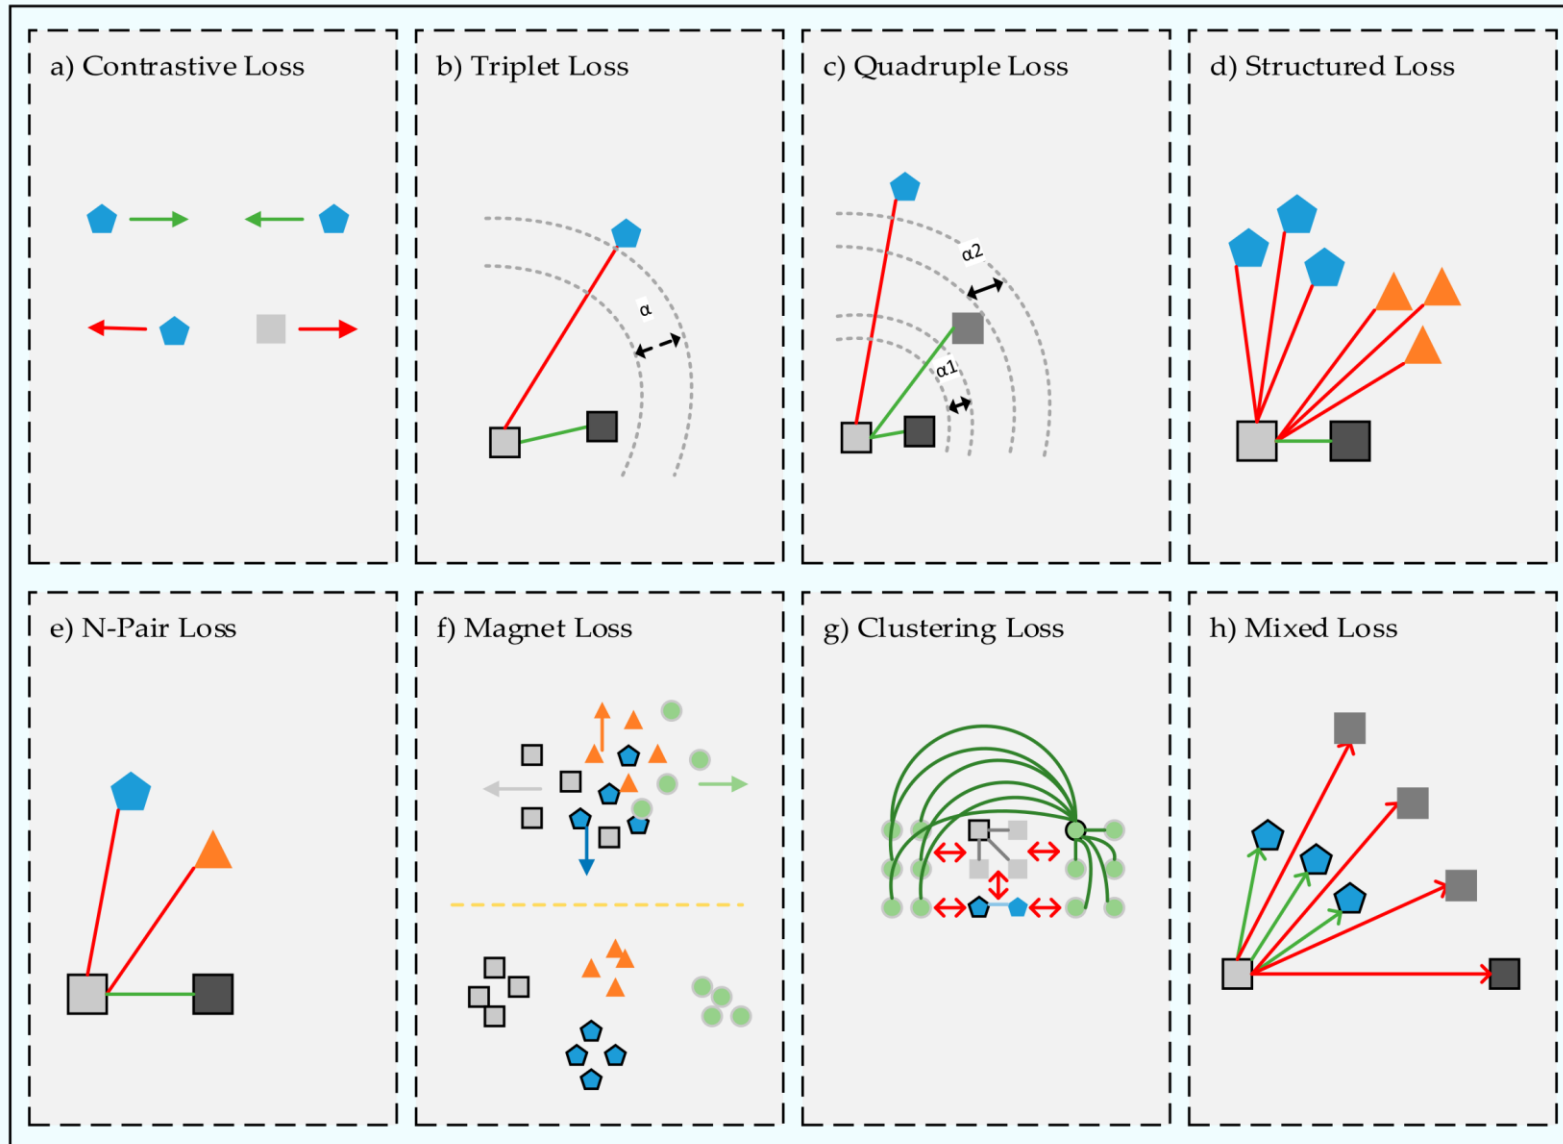 a) Contrastive Loss
b) Triplet Loss
α
c) Quadruple Loss
α2
α1
d) Structured Loss
e) N-Pair Loss
f) Magnet Loss
g) Clustering Loss
h) Mixed Loss